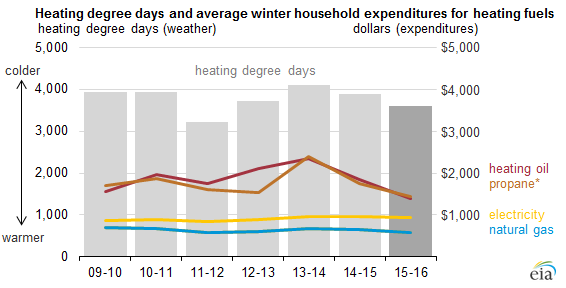 Heating degree days and average winter household expenditures for heating fuels
heating degree days (weather) dollars (expenditures)
5,000 $5,000
colder
heating degree days
4,000 $4,000
3,000 $3,000
heating oil
2,000 $2,000
propane*
1,000 $1,000
electricity
warmer
natural gas
0
09-10 10-11 11-12 12-13 13-14 14-15 15-16
eia